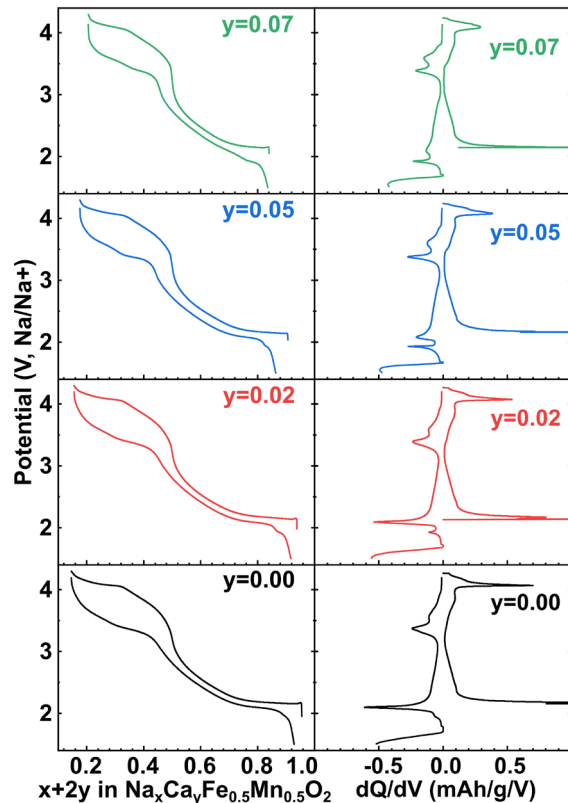 4
3
2
y=0.07
y=0.07
4
3
2
y=0.05
y=0.05
4
3
2
y=0.02
y=0.02
4
3
2
y=0.00
y=0.00
Potential (V, Na/Na+)
0.2 0.4 0.6 0.8 1.0
-0.5 0.0 0.5
x+2y in NaₓCaᵧFe₀.₅Mn₀.₅O₂
dQ/dV (mAh/g/V)